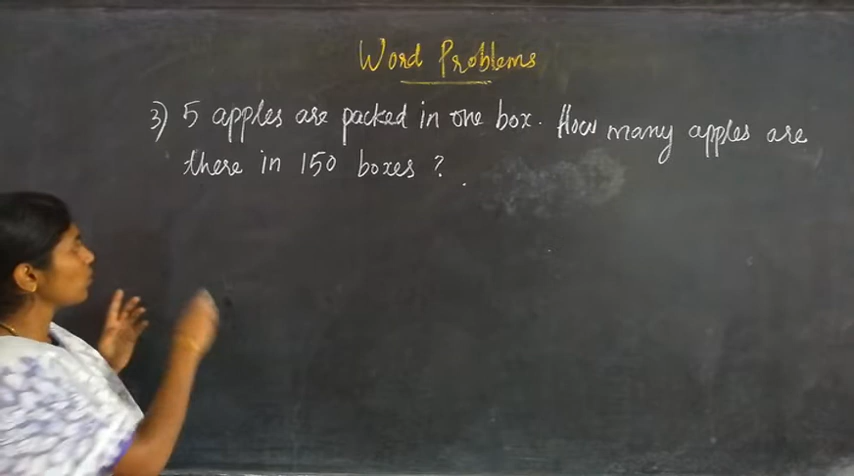 Word Problems
3) 5 apples are packed in one box. How many apples are
there in 150 boxes ?